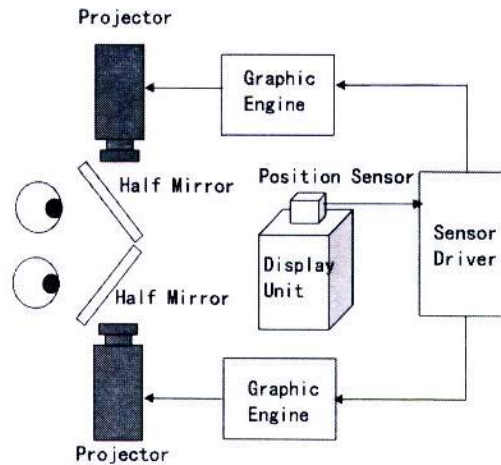 Projector
Graphic
Engine
Half Mirror
Position Sensor
Sensor
Driver
Display
Unit
Half Mirror
Graphic
Engine
Projector